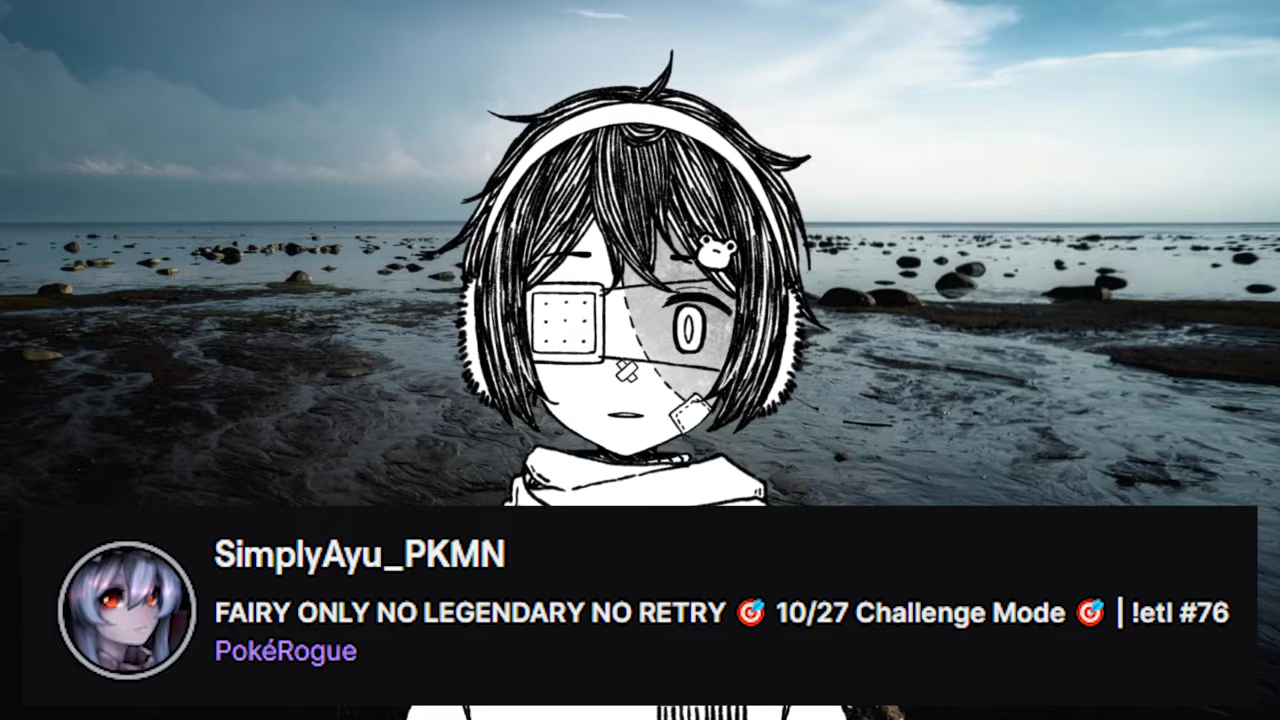 SimplyAyu_PKMN
FAIRY ONLY NO LEGENDARY NO RETRY 🎯 10/27 Challenge Mode 🎯 | !etl #76
PokéRogue